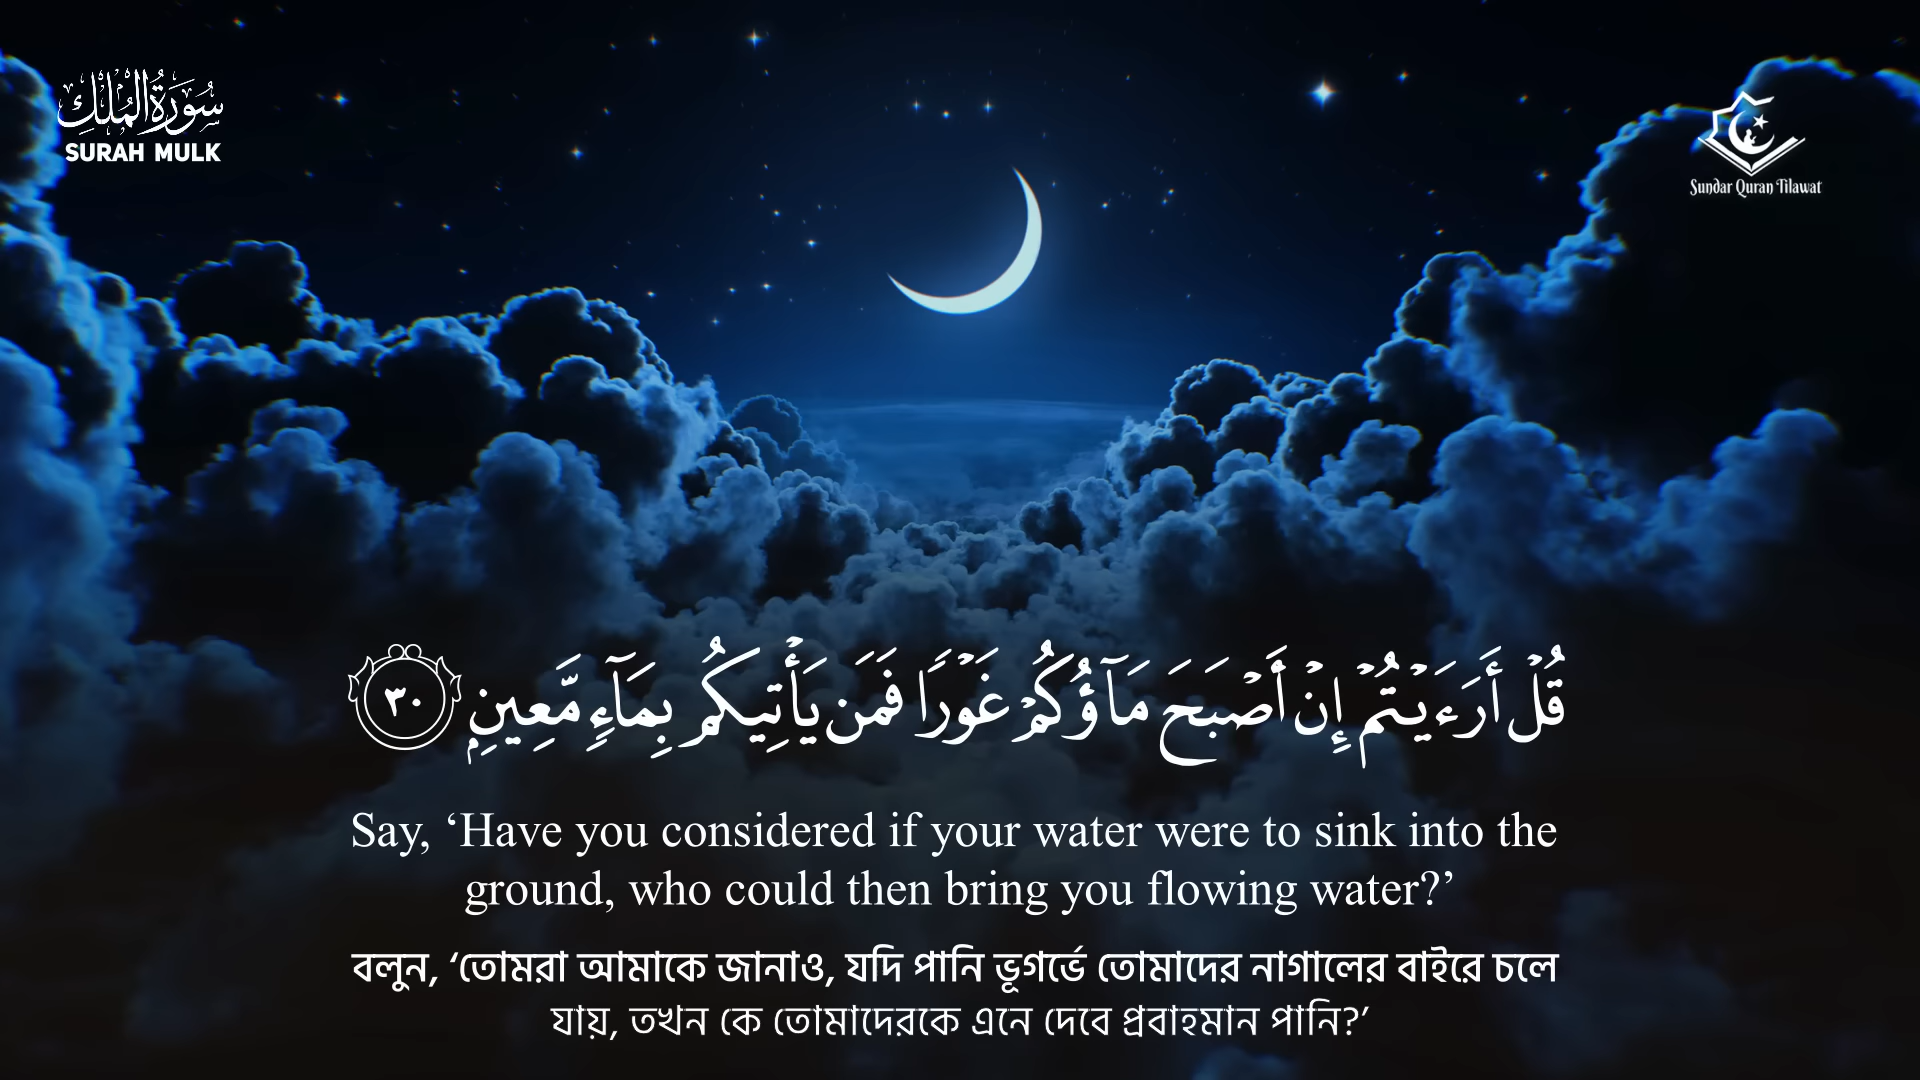 سُورَةُ الْمُلْكِ
SURAH MULK
Sundar Quran Tilawat
قُلْ أَرَءَيْتُمْ إِنْ أَصْبَحَ مَآؤُكُمْ غَوْرًا فَمَن يَأْتِيكُم بِمَآءٍ مَّعِينٍۭ ٣٠
Say, ‘Have you considered if your water were to sink into the
ground, who could then bring you flowing water?’
বলুন, ‘তোমরা আমাকে জানাও, যদি পানি ভূগর্ভে তোমাদের নাগালের বাইরে চলে
যায়, তখন কে তোমাদেরকে এনে দেবে প্রবাহমান পানি?’